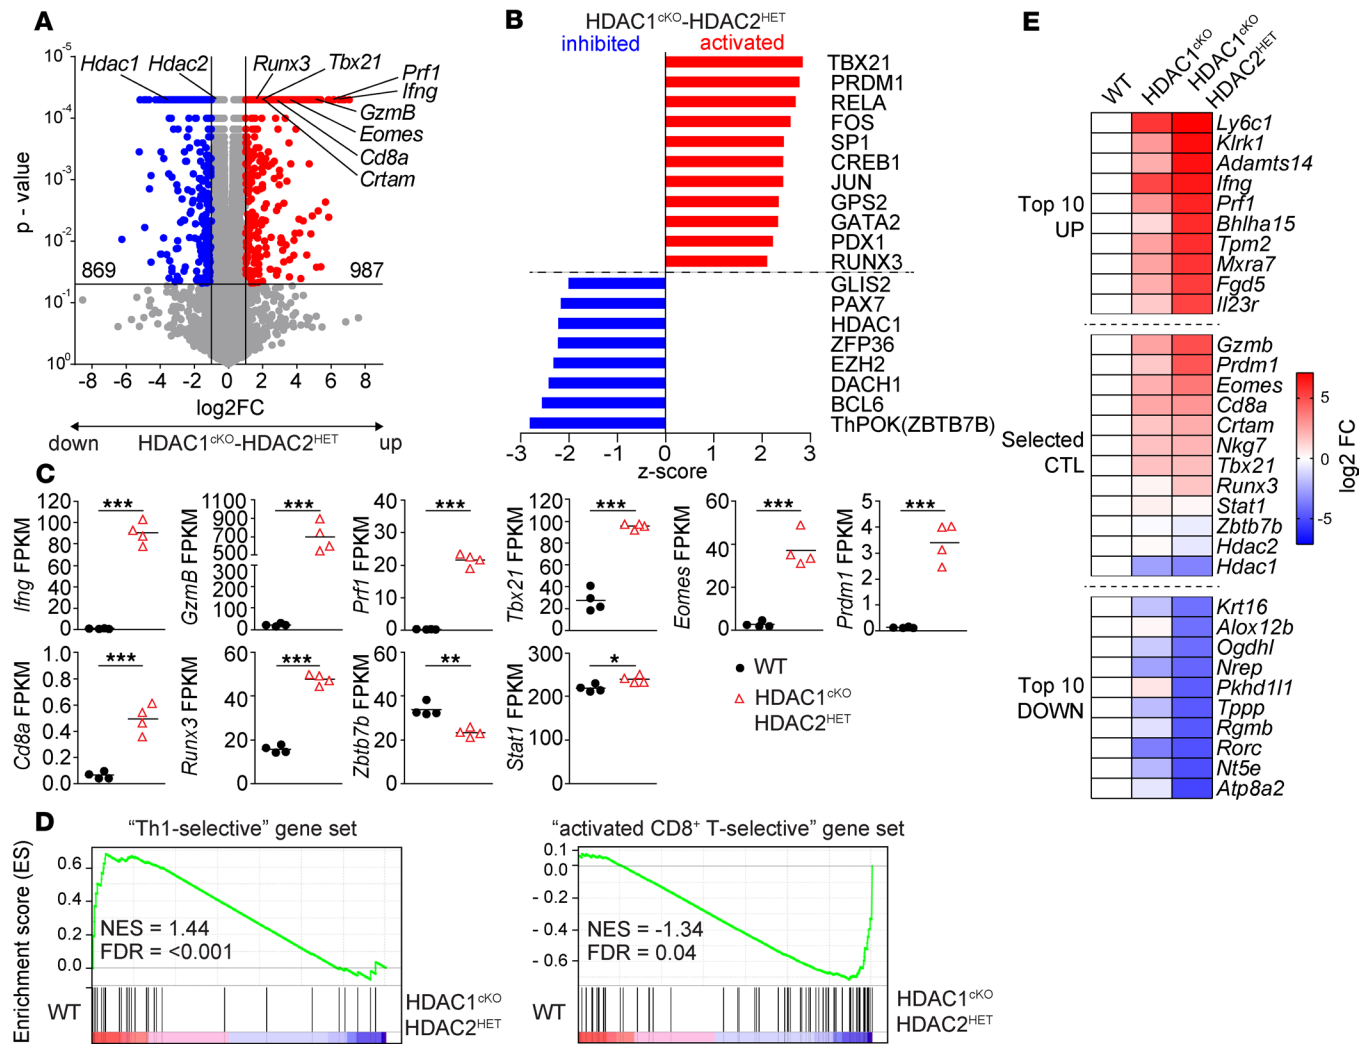 A
10-5
10-4
10-3
10-2
10-1
100
p - value
Hdac1
Hdac2
Runx3
Tbx21
Prf1
Ifng
GzmB
Eomes
Cd8a
Crtam
869
987
-8 -6 -4 -2 0 2 4 6 8
log2FC
down HDAC1cKO-HDAC2HET up
B
HDAC1cKO-HDAC2HET
inhibited activated
TBX21
PRDM1
RELA
FOS
SP1
CREB1
JUN
GPS2
GATA2
PDX1
RUNX3
GLIS2
PAX7
HDAC1
ZFP36
EZH2
DACH1
BCL6
ThPOK(ZBTB7B)
-3 -2 -1 0 1 2 3
z-score
C
Ifng FPKM
120
100
80
60
40
20
0
***
GzmB FPKM
1100
900
700
500
500
300
200
100
0
***
Prf1 FPKM
40
30
20
10
0
***
Tbx21 FPKM
120
100
80
60
40
20
0
***
Eomes FPKM
60
40
20
0
***
Prdm1 FPKM
5
4
3
2
1
0
***
Cd8a FPKM
1.0
0.8
0.6
0.4
0.2
0.0
***
Runx3 FPKM
60
40
20
0
***
Zbtb7b FPKM
60
40
20
0
**
Stat1 FPKM
300
200
100
0
*
WT
HDAC1cKO
HDAC2HET
D
"Th1-selective" gene set
Enrichment score (ES)
0.6
0.4
0.2
0.0
NES = 1.44
FDR = <0.001
WT
HDAC1cKO
HDAC2HET
"activated CD8+ T-selective" gene set
0.1
0.0
- 0.2
- 0.4
- 0.6
NES = -1.34
FDR = 0.04
WT
HDAC1cKO
HDAC2HET
E
WT
HDAC1cKO
HDAC1cKO
HDAC2HET
Top 10
UP
Ly6c1
Klrk1
Adamts14
Ifng
Prf1
Bhlha15
Tpm2
Mxra7
Fgd5
Il23r
Selected
CTL
Gzmb
Prdm1
Eomes
Cd8a
Crtam
Nkg7
Tbx21
Runx3
Stat1
Zbtb7b
Hdac2
Hdac1
Top 10
DOWN
Krt16
Alox12b
Ogdhl
Nrep
Pkhd1l1
Tppp
Rgmb
Rorc
Nt5e
Atp8a2
5
0
-5
log2 FC